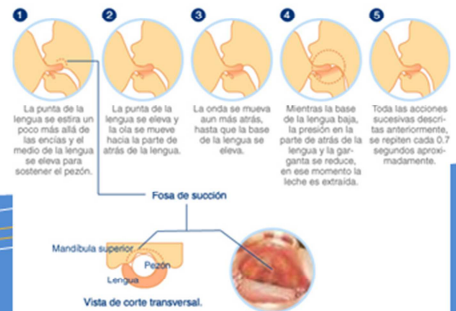 1
La punta de la
lengua se estira un
poco más allá de
las encías y el
medio de la lengua
se eleva para
sostener el pezón.
2
La punta de la
lengua se eleva y
la ola se mueve
hacia la parte de
atrás de la lengua.
3
La onda se mueva
aun más atrás,
hasta que la base
de la lengua se
eleva.
4
Mientras la base
de la lengua baja,
la presión en la
parte de atrás de la
lengua y la gar-
ganta se reduce,
en ese momento la
leche es extraída.
5
Toda las acciones
sucesivas descri-
tas anteriormente,
se repiten cada 0.7
segundos aproxi-
madamente.
Fosa de succión
Mandíbula superior
Pezón
Lengua
Vista de corte transversal.